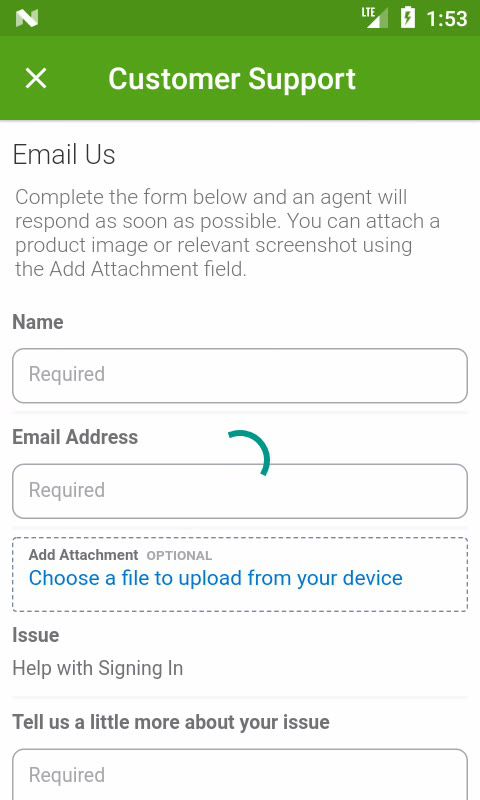 LTE 1:53
Customer Support
Email Us
Complete the form below and an agent will
respond as soon as possible. You can attach a
product image or relevant screenshot using
the Add Attachment field.
Name
Required
Email Address
Required
Add Attachment OPTIONAL
Choose a file to upload from your device
Issue
Help with Signing In
Tell us a little more about your issue
Required